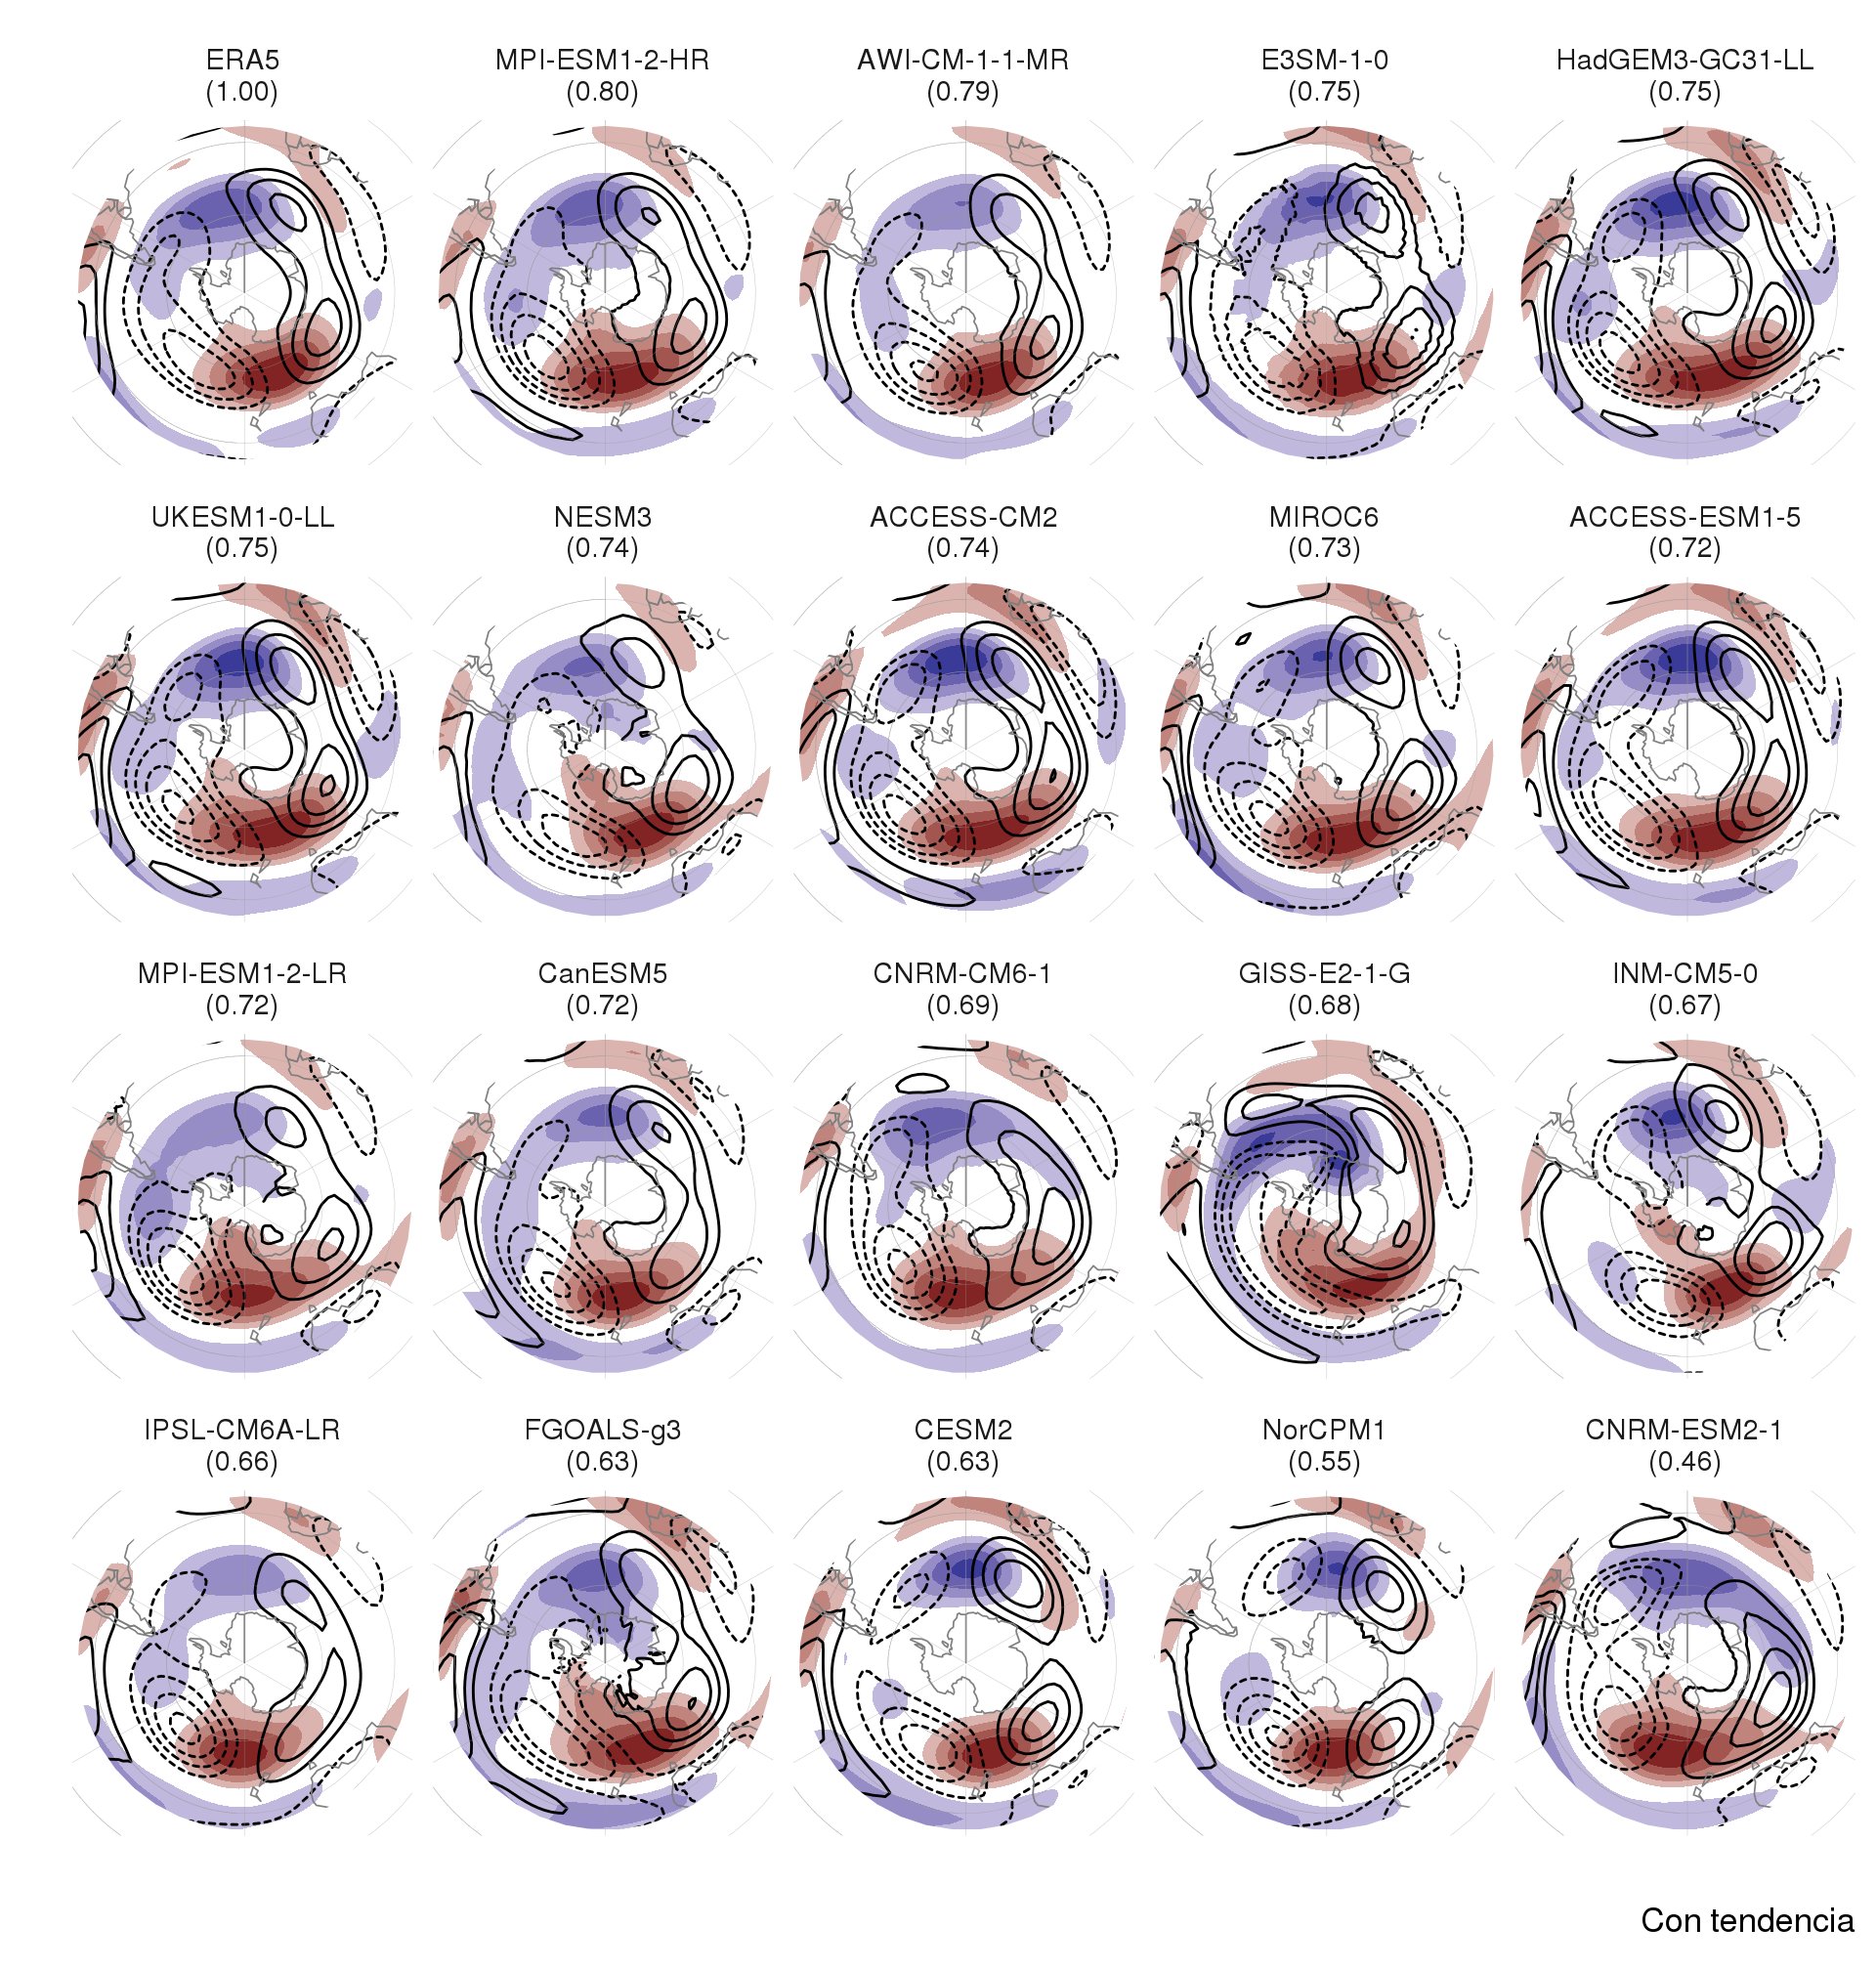 ERA5
(1.00)
MPI-ESM1-2-HR
(0.80)
AWI-CM-1-1-MR
(0.79)
E3SM-1-0
(0.75)
HadGEM3-GC31-LL
(0.75)
UKESM1-0-LL
(0.75)
NESM3
(0.74)
ACCESS-CM2
(0.74)
MIROC6
(0.73)
ACCESS-ESM1-5
(0.72)
MPI-ESM1-2-LR
(0.72)
CanESM5
(0.72)
CNRM-CM6-1
(0.69)
GISS-E2-1-G
(0.68)
INM-CM5-0
(0.67)
IPSL-CM6A-LR
(0.66)
FGOALS-g3
(0.63)
CESM2
(0.63)
NorCPM1
(0.55)
CNRM-ESM2-1
(0.46)
Con tendencia